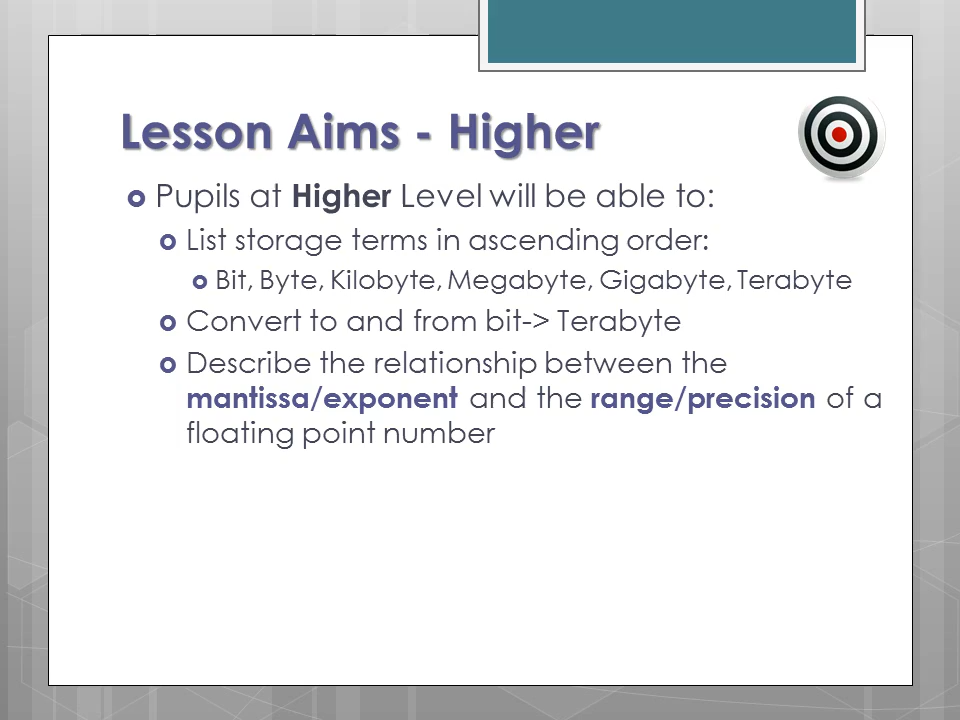 Lesson Aims - Higher
Pupils at Higher Level will be able to:
List storage terms in ascending order:
Bit, Byte, Kilobyte, Megabyte, Gigabyte, Terabyte
Convert to and from bit-> Terabyte
Describe the relationship between the
mantissa/exponent and the range/precision of a
floating point number